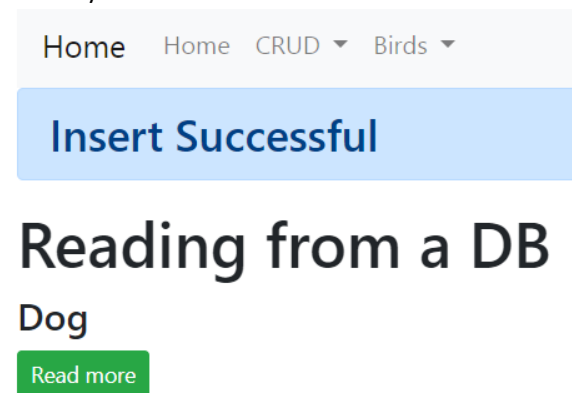 Home Home CRUD Birds
Insert Successful
Reading from a DB
Dog
Read more